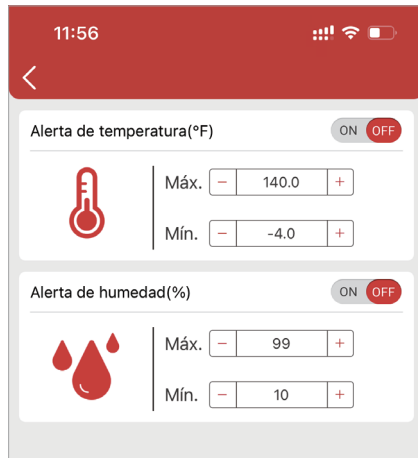 11:56
Alerta de temperatura(°F)
ON OFF
Máx. − 140.0 +
Mín. − -4.0 +
Alerta de humedad(%)
ON OFF
Máx. − 99 +
Mín. − 10 +